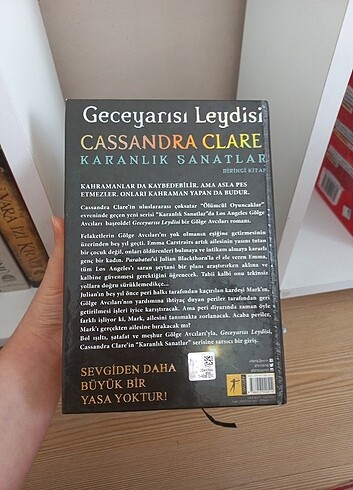 Geceyarısı Leydisi
CASSANDRA CLARE
KARANLIK SANATLAR
BİRİNCİ KİTAP
KAHRAMANLAR DA KAYBEDEBİLİR. AMA ASLA PES
ETMEZLER. ONLARI KAHRAMAN YAPAN DA BUDUR.
Cassandra Clare'in uluslararası çoksatar "Ölümcül Oyuncaklar"
evreninde geçen yeni serisi "Karanlık Sanatlar"da Los Angeles Gölge
Avcıları başrolde! Geceyarısı Leydisi bir Gölge Avcıları romanı.
Felaketlerin Gölge Avcıları'nı yok olmanın eşiğine getirmesinin
üzerinden beş yıl geçti. Emma Carstairs artık ailesinin yasını tutan
bir çocuk değil, onları öldürenleri bulmaya ve intikam almaya kararlı
genç bir kadın. Parabatai'si Julian Blackthorn'la el ele veren Emma,
tüm Los Angeles'ı saran şeytani bir planı araştırırken aklına ve
kalbine güvenmesi gerektiğini öğrenecek. Tabii kalbi onu tehlikeli
yollara doğru sürüklemedikçe...
Julian'ın beş yıl önce peri halkı tarafından kaçırılan kardeşi Mark'ın,
Gölge Avcıları'nın yardımına ihtiyaç duyan periler tarafından geri
getirilmesi işleri iyice karıştıracak. Ama peri diyarında zaman öyle
farklı işliyor ki, Mark, ailesini tanımakta zorlanacak. Acaba periler,
Mark'ı gerçekten ailesine bırakacak mı?
Bol ışıltı, şatafat ve meşhur Gölge Avcıları'yla, Geceyarısı Leydisi,
Cassandra Clare'in "Karanlık Sanatlar" serisine satsıcı bir giriş.
SEVGİDEN DAHA
BÜYÜK BİR
YASA YOKTUR!